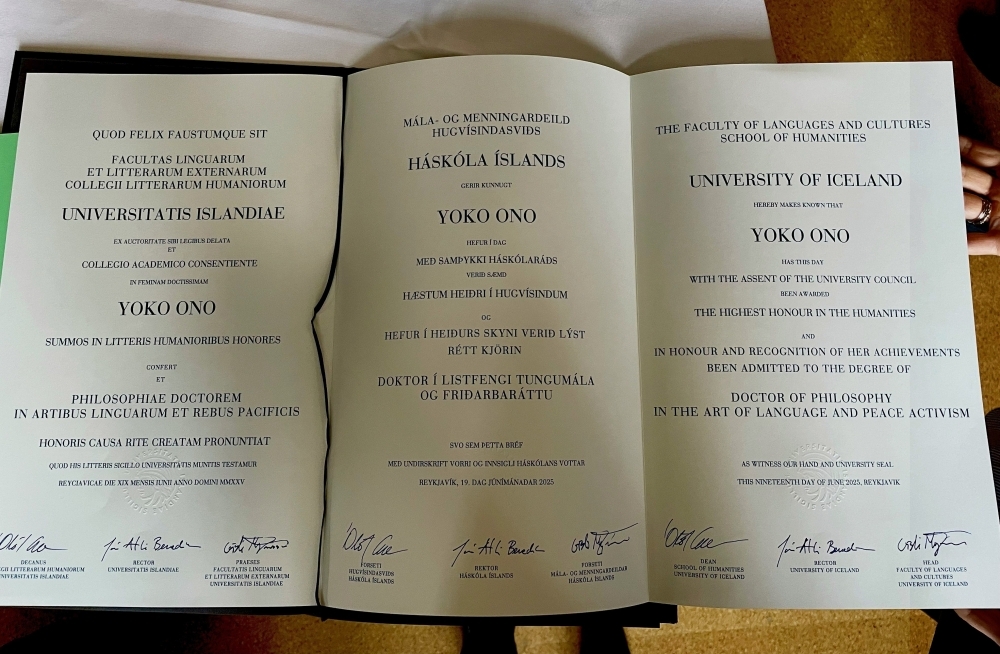 QUOD FELIX FAUSTUMQUE SIT
FACULTAS LINGUARUM
ET LITTERARUM EXTERNARUM
COLLEGII LITTERARUM HUMANIORUM
UNIVERSITATIS ISLANDIAE
EX AUCTORITATE SIBI LEGIBUS DELATA
ET
COLLEGIO ACADEMICO CONSENTIENTE
IN FEMINAM DOCTISSIMAM
YOKO ONO
SUMMOS IN LITTERIS HUMANIORIBUS HONORES
CONFERT
ET
PHILOSOPHIAE DOCTOREM
IN ARTIBUS LINGUARUM ET REBUS PACIFICIS
HONORIS CAUSA RITE CREATAM PRONUNTIAT
QUOD HIS LITTERIS SIGILLO UNIVERSITATIS MUNITIS TESTAMUR
REYCIAVICAE DIE XIX MENSIS IUNII ANNO DOMINI MMXXV
DECANUS
GII LITTERARUM HUMANIORUM
UNIVERSITATIS ISLANDIAE
RECTOR
UNIVERSITATIS ISLANDIAE
PRAESES
FACULTATIS LINGUARUM
ET LITTERARUM EXTERNARUM
UNIVERSITATIS ISLANDIAE
MÁLA- OG MENNINGARDEILD
HUGVÍSINDASVIÐS
HÁSKÓLA ÍSLANDS
GERIR KUNNUGT
YOKO ONO
HEFUR Í DAG
MEÐ SAMÞYKKI HÁSKÓLARÁÐS
VERIÐ SÆMD
HÆSTUM HEIÐRI Í HUGVÍSINDUM
OG
HEFUR Í HEIÐURS SKYNI VERIÐ LÝST
RÉTT KJÖRIN
DOKTOR Í LISTFENGI TUNGUMÁLA
OG FRIÐARBARÁTTU
SVO SEM ÞETTA BRÉF
MEÐ UNDIRSKRIFT VORRI OG INNSIGLI HÁSKÓLANS VOTTAR
REYKJAVÍK, 19. DAG JÚNÍMÁNAÐAR 2025
FORSETI
HUGVÍSINDASVIÐS
HÁSKÓLA ÍSLANDS
REKTOR
HÁSKÓLA ÍSLANDS
FORSETI
MÁLA- OG MENNINGARDEILDAR
HÁSKÓLA ÍSLANDS
THE FACULTY OF LANGUAGES AND CULTURES
SCHOOL OF HUMANITIES
UNIVERSITY OF ICELAND
HEREBY MAKES KNOWN THAT
YOKO ONO
HAS THIS DAY
WITH THE ASSENT OF THE UNIVERSITY COUNCIL
BEEN AWARDED
THE HIGHEST HONOUR IN THE HUMANITIES
AND
IN HONOUR AND RECOGNITION OF HER ACHIEVEMENTS
BEEN ADMITTED TO THE DEGREE OF
DOCTOR OF PHILOSOPHY
IN THE ART OF LANGUAGE AND PEACE ACTIVISM
AS WITNESS OUR HAND AND UNIVERSITY SEAL
THIS NINETEENTH DAY OF JUNE 2025, REYKJAVIK
DEAN
SCHOOL OF HUMANITIES
UNIVERSITY OF ICELAND
RECTOR
UNIVERSITY OF ICELAND
HEAD
FACULTY OF LANGUAGES
AND CULTURES
UNIVERSITY OF ICELAND